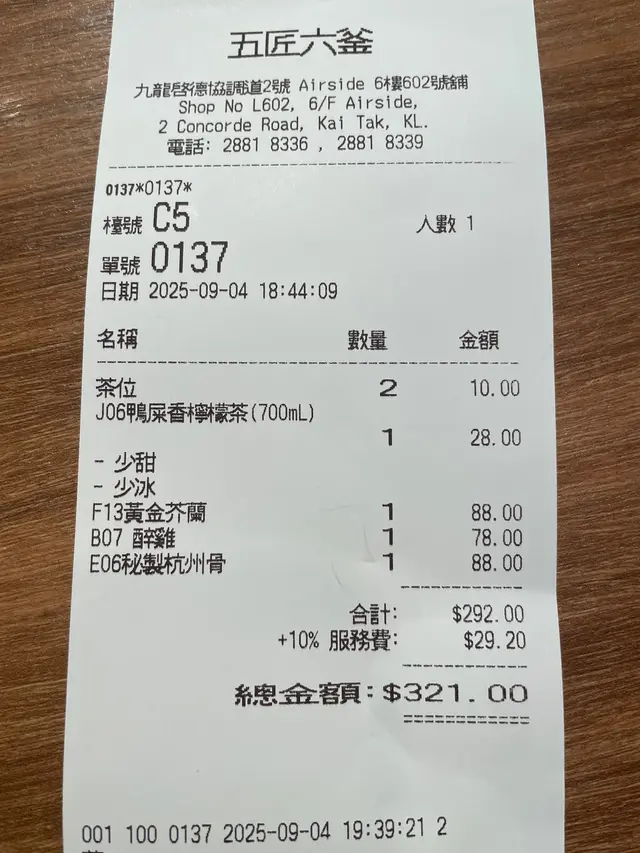 五匠六釜
九龍啓德協調道2號 Airside 6樓602號舖
Shop No L602, 6/F Airside,
2 Concorde Road, Kai Tak, KL.
電話: 2881 8336 , 2881 8339
0137*0137*
檯號 C5 人數 1
單號 0137
日期 2025-09-04 18:44:09
名稱 數量 金額
茶位 2 10.00
J06鴨屎香檸檬茶(700mL)
1 28.00
- 少甜
- 少冰
F13黃金芥蘭 1 88.00
B07 醉雞 1 78.00
E06秘製杭州骨 1 88.00
合計: $292.00
+10% 服務費: $29.20
總金額: $321.00
001 100 0137 2025-09-04 19:39:21 2